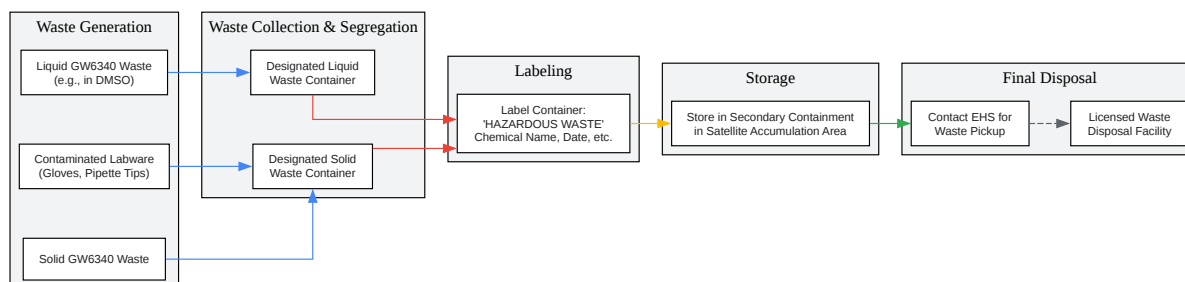 Waste Generation
Liquid GW6340 Waste
(e.g., in DMSO)
Contaminated Labware
(Gloves, Pipette Tips)
Solid GW6340 Waste
Waste Collection & Segregation
Designated Liquid
Waste Container
Designated Solid
Waste Container
Labeling
Label Container:
'HAZARDOUS WASTE'
Chemical Name, Date, etc.
Storage
Store in Secondary Containment
in Satellite Accumulation Area
Final Disposal
Contact EHS for
Waste Pickup
Licensed Waste
Disposal Facility